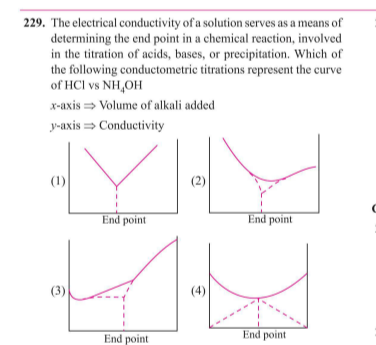 229. The electrical conductivity of a solution serves as a means of
determining the end point in a chemical reaction, involved
in the titration of acids, bases, or precipitation. Which of
the following conductometric titrations represent the curve
of HCl vs NH₄OH
x-axis ⇒ Volume of alkali added
y-axis ⇒ Conductivity
(1)
End point
(2)
End point
(3)
End point
(4)
End point